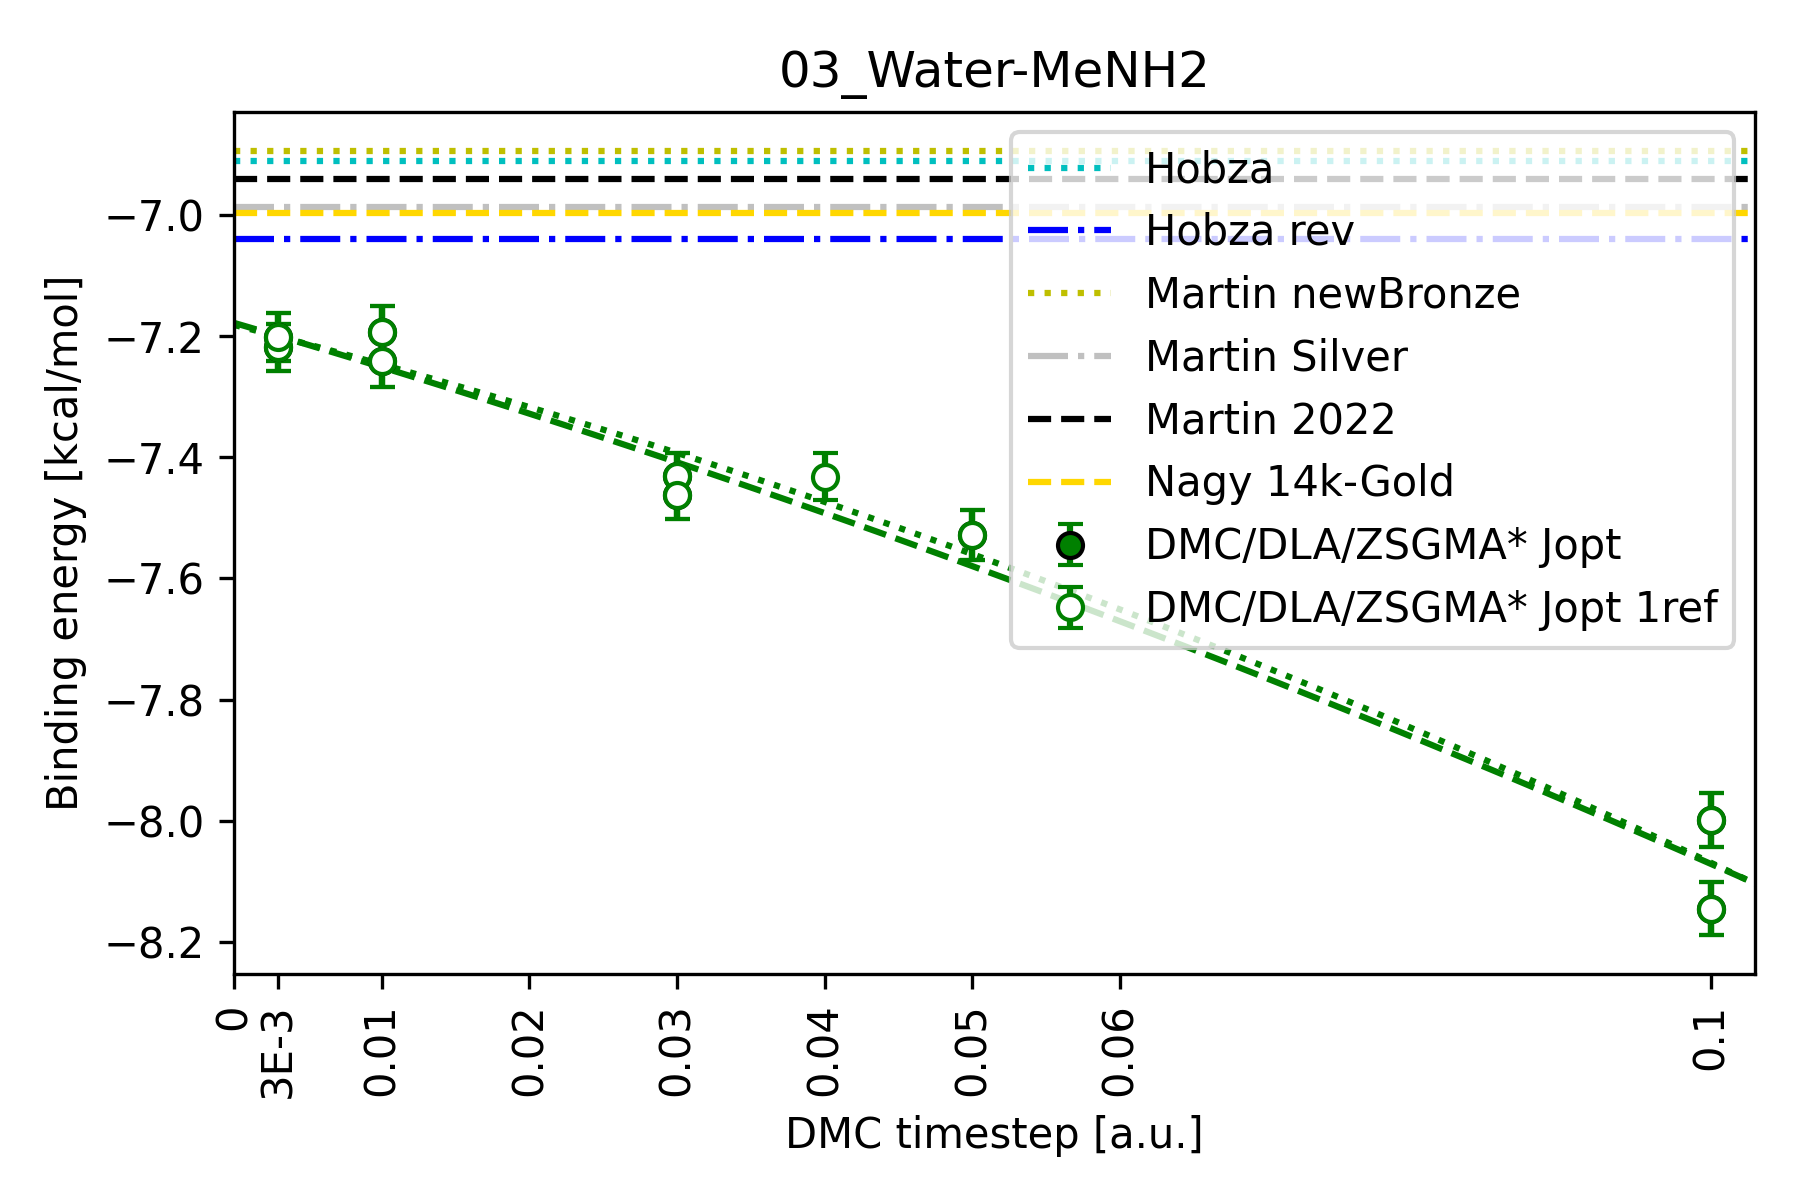 03_Water-MeNH2
Binding energy [kcal/mol]
−7.0
−7.2
−7.4
−7.6
−7.8
−8.0
−8.2
Hobza
Hobza rev
Martin newBronze
Martin Silver
Martin 2022
Nagy 14k-Gold
DMC/DLA/ZSGMA* Jopt
DMC/DLA/ZSGMA* Jopt 1ref
0
3E-3
0.01
0.02
0.03
0.04
0.05
0.06
0.1
DMC timestep [a.u.]